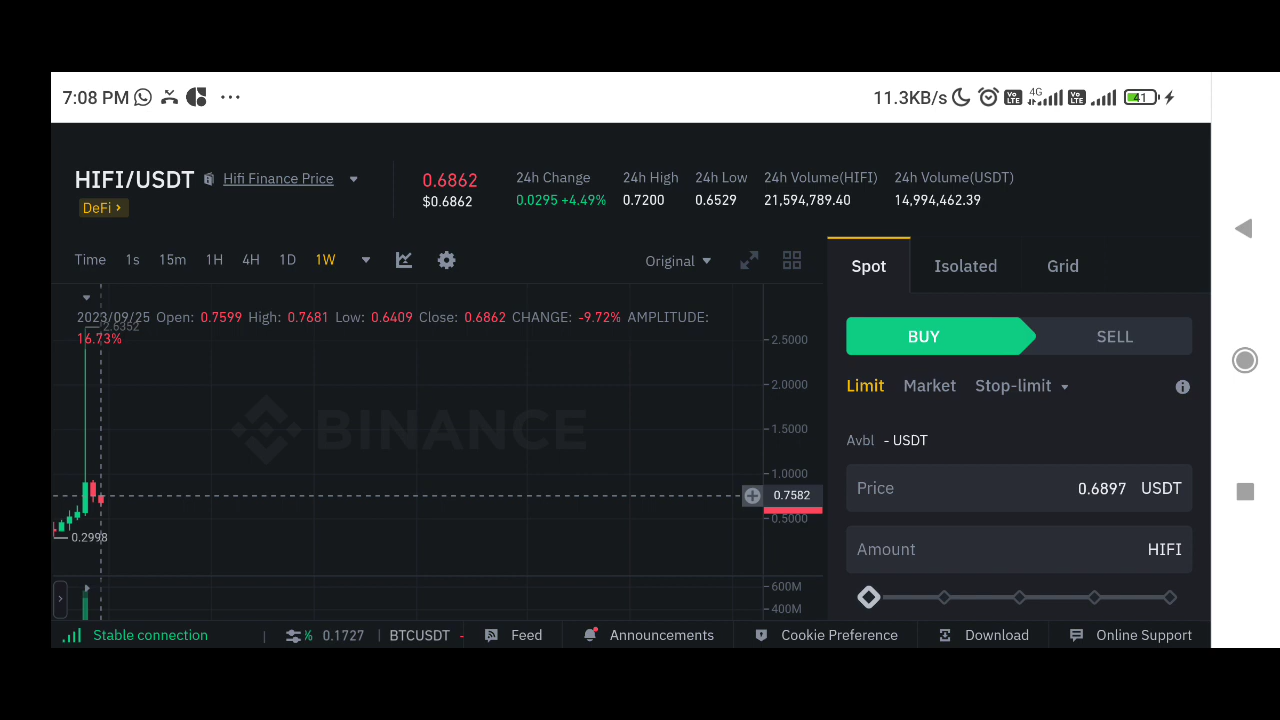 7:08 PM ... 11.3KB/s Vo LTE 4G Vo LTE 41
HIFI/USDT Hifi Finance Price 0.6862 24h Change 24h High 24h Low 24h Volume(HIFI) 24h Volume(USDT)
DeFi > $0.6862 0.0295 +4.49% 0.7200 0.6529 21,594,789.40 14,994,462.39
Time 1s 15m 1H 4H 1D 1W Original
Spot Isolated Grid
2023/09/25 Open: 0.7599 High: 0.7681 Low: 0.6409 Close: 0.6862 CHANGE: -9.72% AMPLITUDE:
16.73%
2.6352
2.5000
2.0000
1.5000
1.0000
0.7582
0.5000
0.2998
600M
400M
BINANCE
BUY SELL
Limit Market Stop-limit
Avbl - USDT
Price 0.6897 USDT
Amount HIFI
Stable connection % 0.1727 BTCUSDT - Feed Announcements Cookie Preference Download Online Support